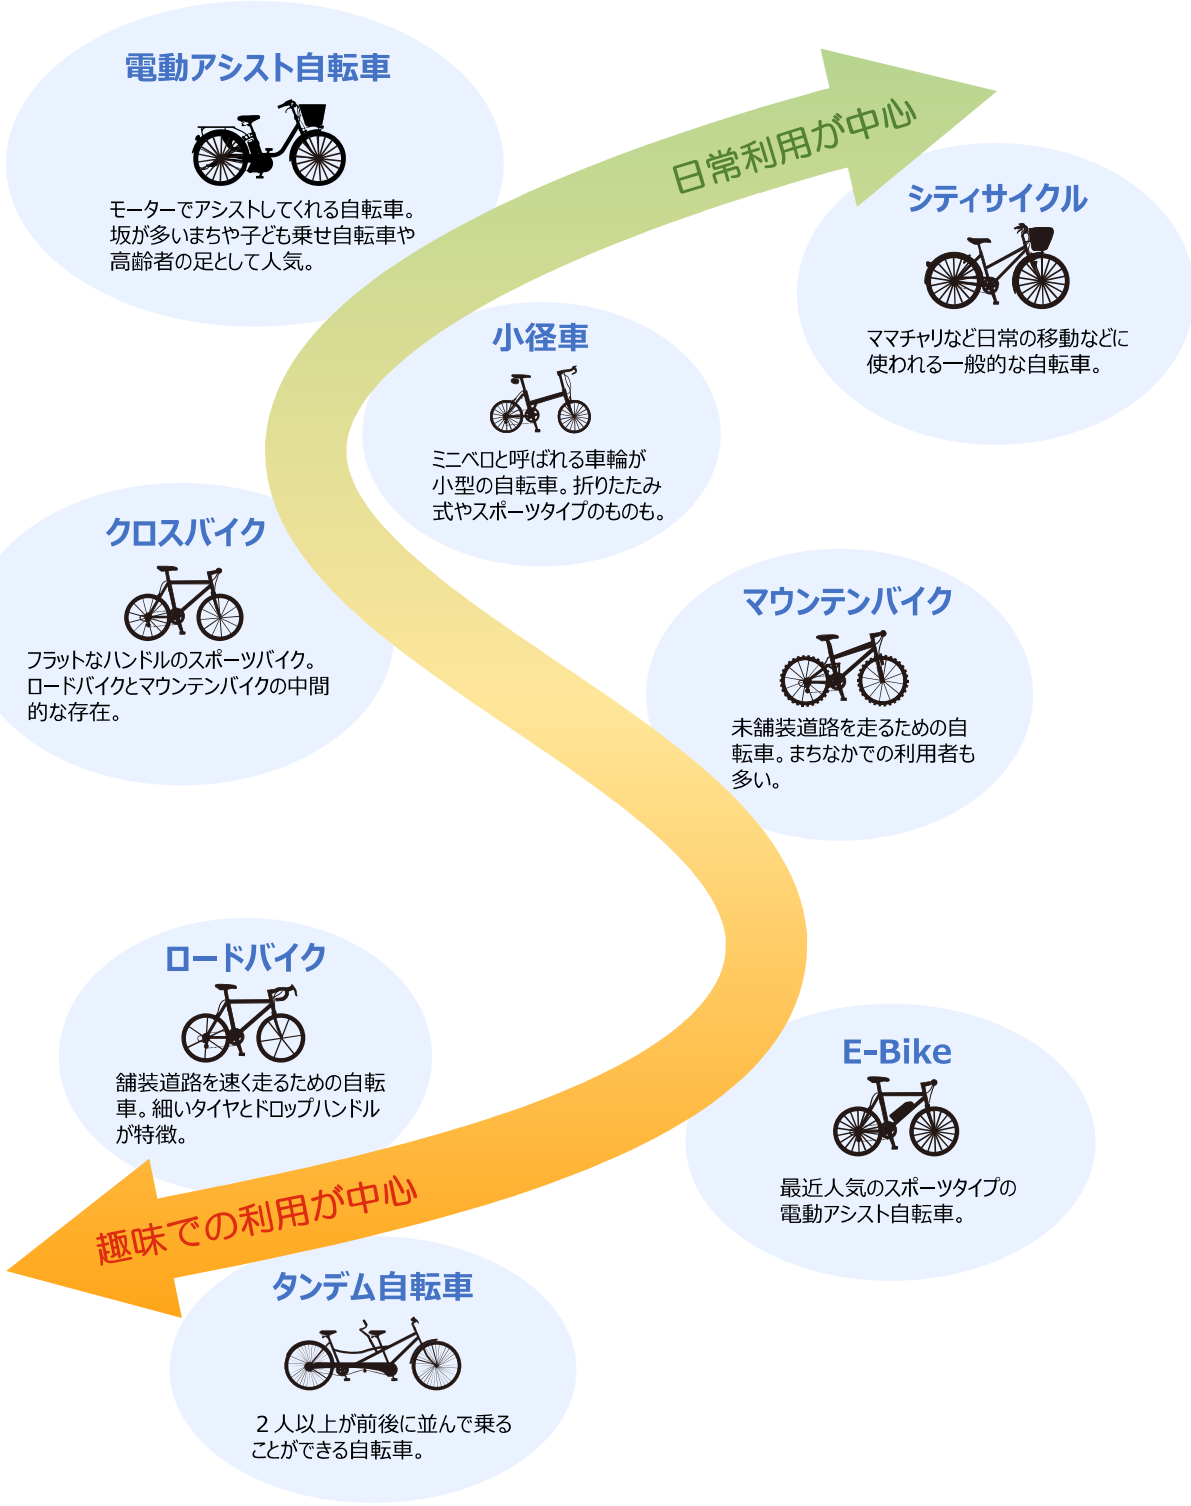 電動アシスト自転車
モーターでアシストしてくれる自転車。
坂が多いまちや子ども乗せ自転車や
高齢者の足として人気。
日常利用が中心
シティサイクル
ママチャリなど日常の移動などに
使われる一般的な自転車。
小径車
ミニベロと呼ばれる車輪が
小型の自転車。折りたたみ
式やスポーツタイプのものも。
クロスバイク
フラットなハンドルのスポーツバイク。
ロードバイクとマウンテンバイクの中間
的な存在。
マウンテンバイク
未舗装道路を走るための自
転車。まちなかでの利用者も
多い。
ロードバイク
舗装道路を速く走るための自転
車。細いタイヤとドロップハンドル
が特徴。
E-Bike
最近人気のスポーツタイプの
電動アシスト自転車。
趣味での利用が中心
タンデム自転車
２人以上が前後に並んで乗る
ことができる自転車。